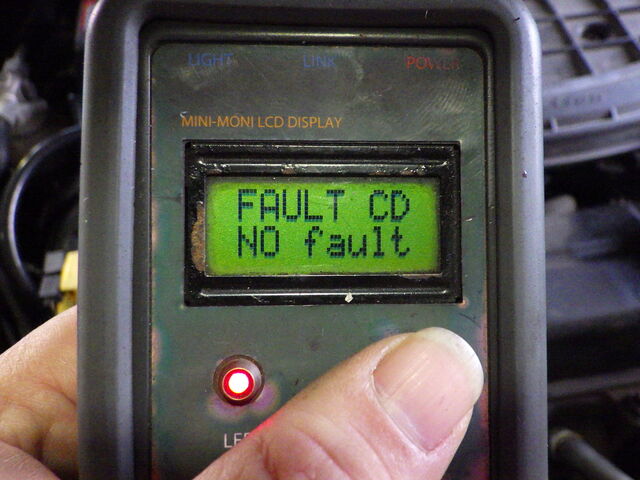 LIGHT LINK POWER
MINI-MONI LCD DISPLAY
FAULT CD
NO fault